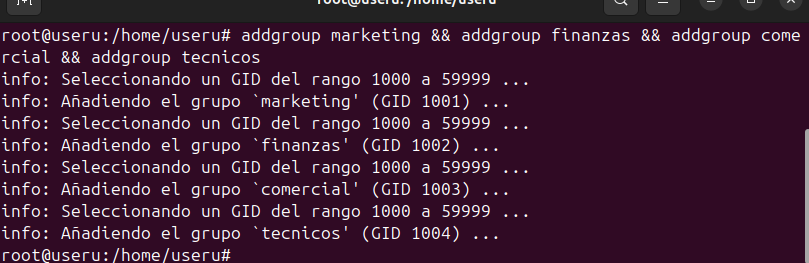 root@useru: /home/useru
root@useru:/home/useru# addgroup marketing && addgroup finanzas && addgroup come
rcial && addgroup tecnicos
info: Seleccionando un GID del rango 1000 a 59999 ...
info: Añadiendo el grupo `marketing' (GID 1001) ...
info: Seleccionando un GID del rango 1000 a 59999 ...
info: Añadiendo el grupo `finanzas' (GID 1002) ...
info: Seleccionando un GID del rango 1000 a 59999 ...
info: Añadiendo el grupo `comercial' (GID 1003) ...
info: Seleccionando un GID del rango 1000 a 59999 ...
info: Añadiendo el grupo `tecnicos' (GID 1004) ...
root@useru:/home/useru#